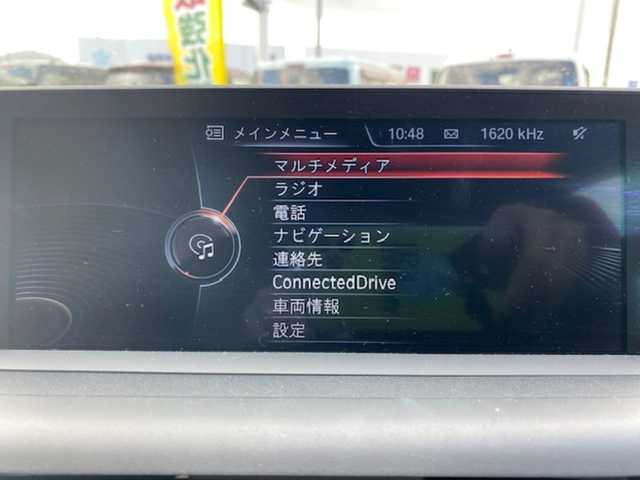 強化
メインメニュー 10:48 1620 kHz
マルチメディア
ラジオ
電話
ナビゲーション
連絡先
ConnectedDrive
車両情報
設定